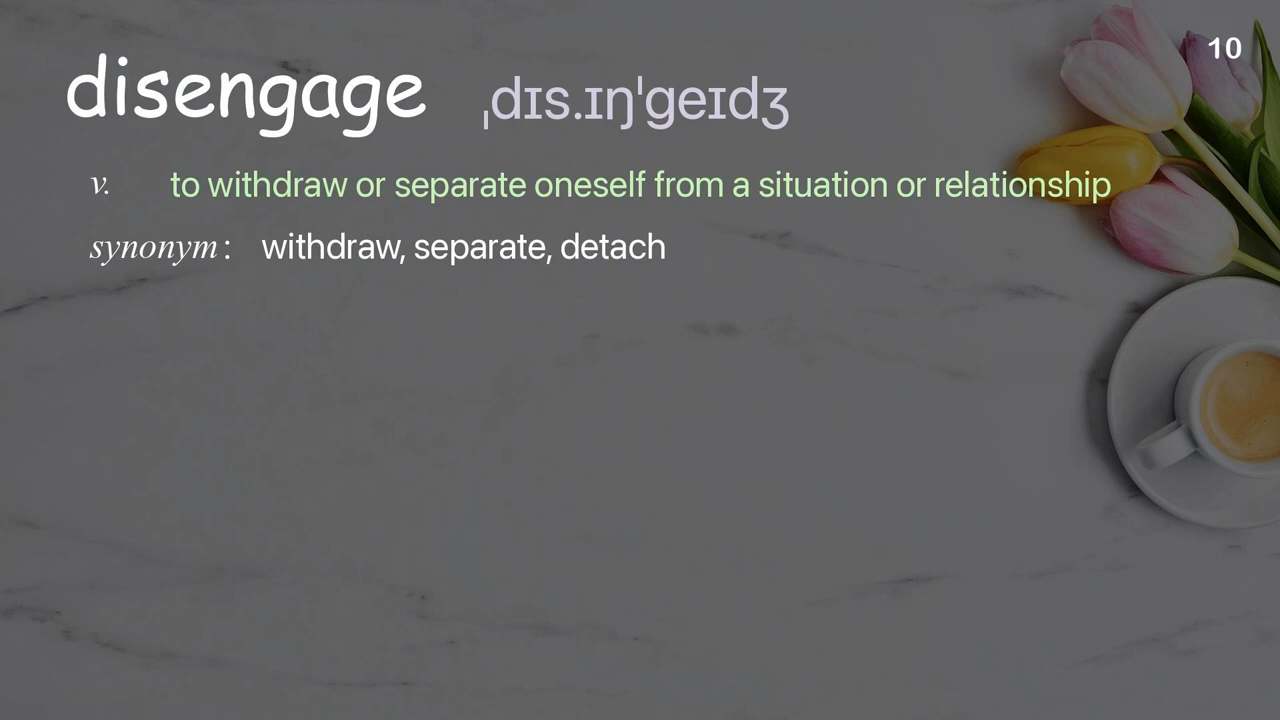 10
disengage ˌdɪs.ɪŋˈɡeɪdʒ
v. to withdraw or separate oneself from a situation or relationship
synonym : withdraw, separate, detach